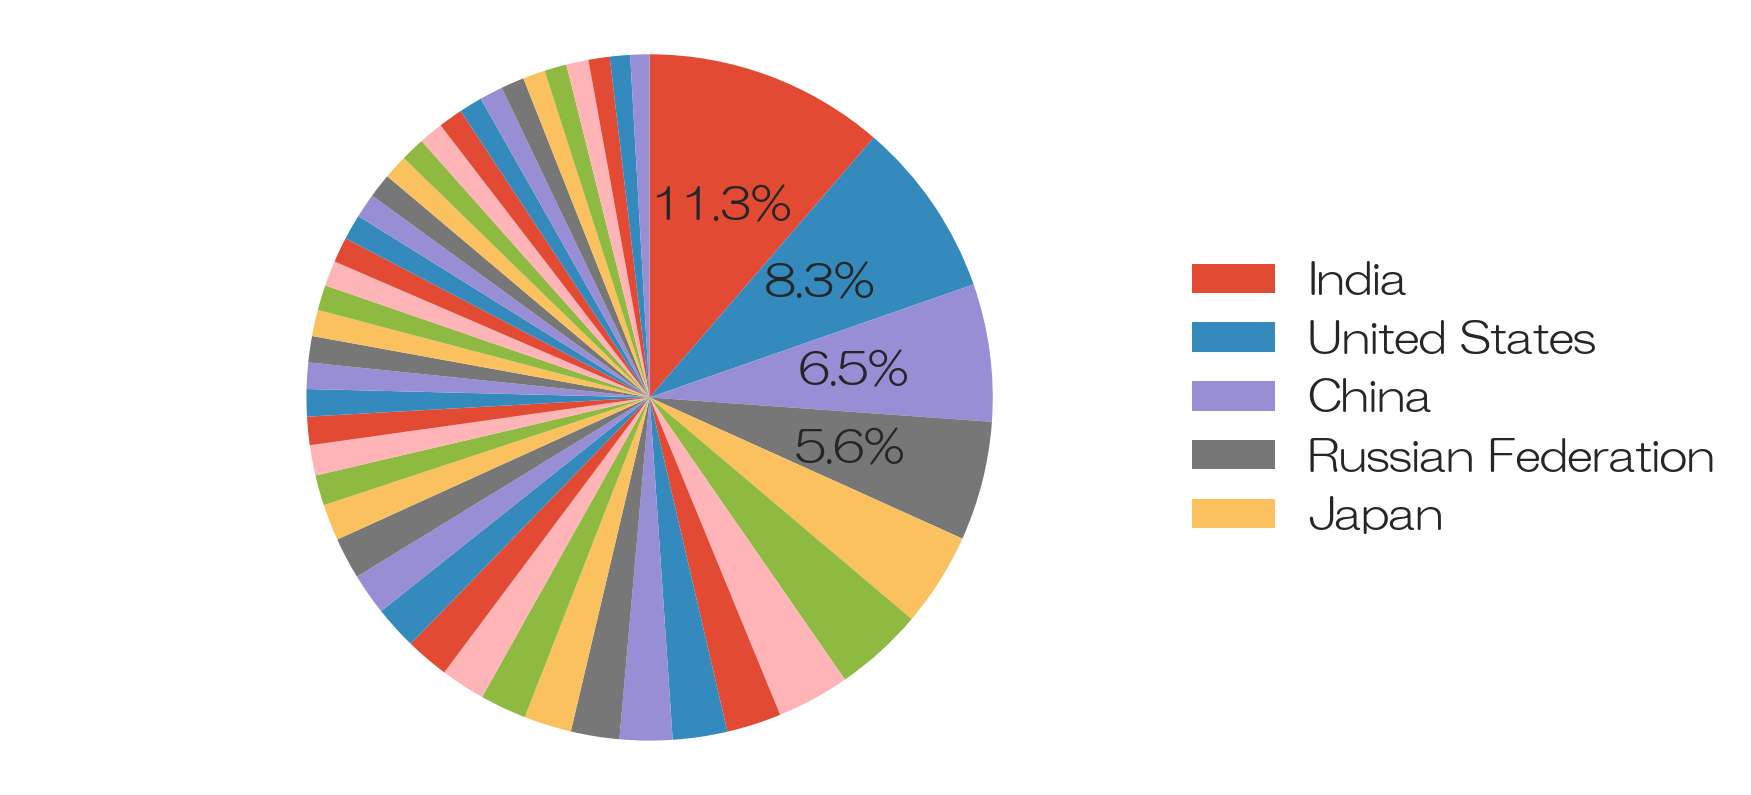 11.3%
8.3%
6.5%
5.6%
India
United States
China
Russian Federation
Japan